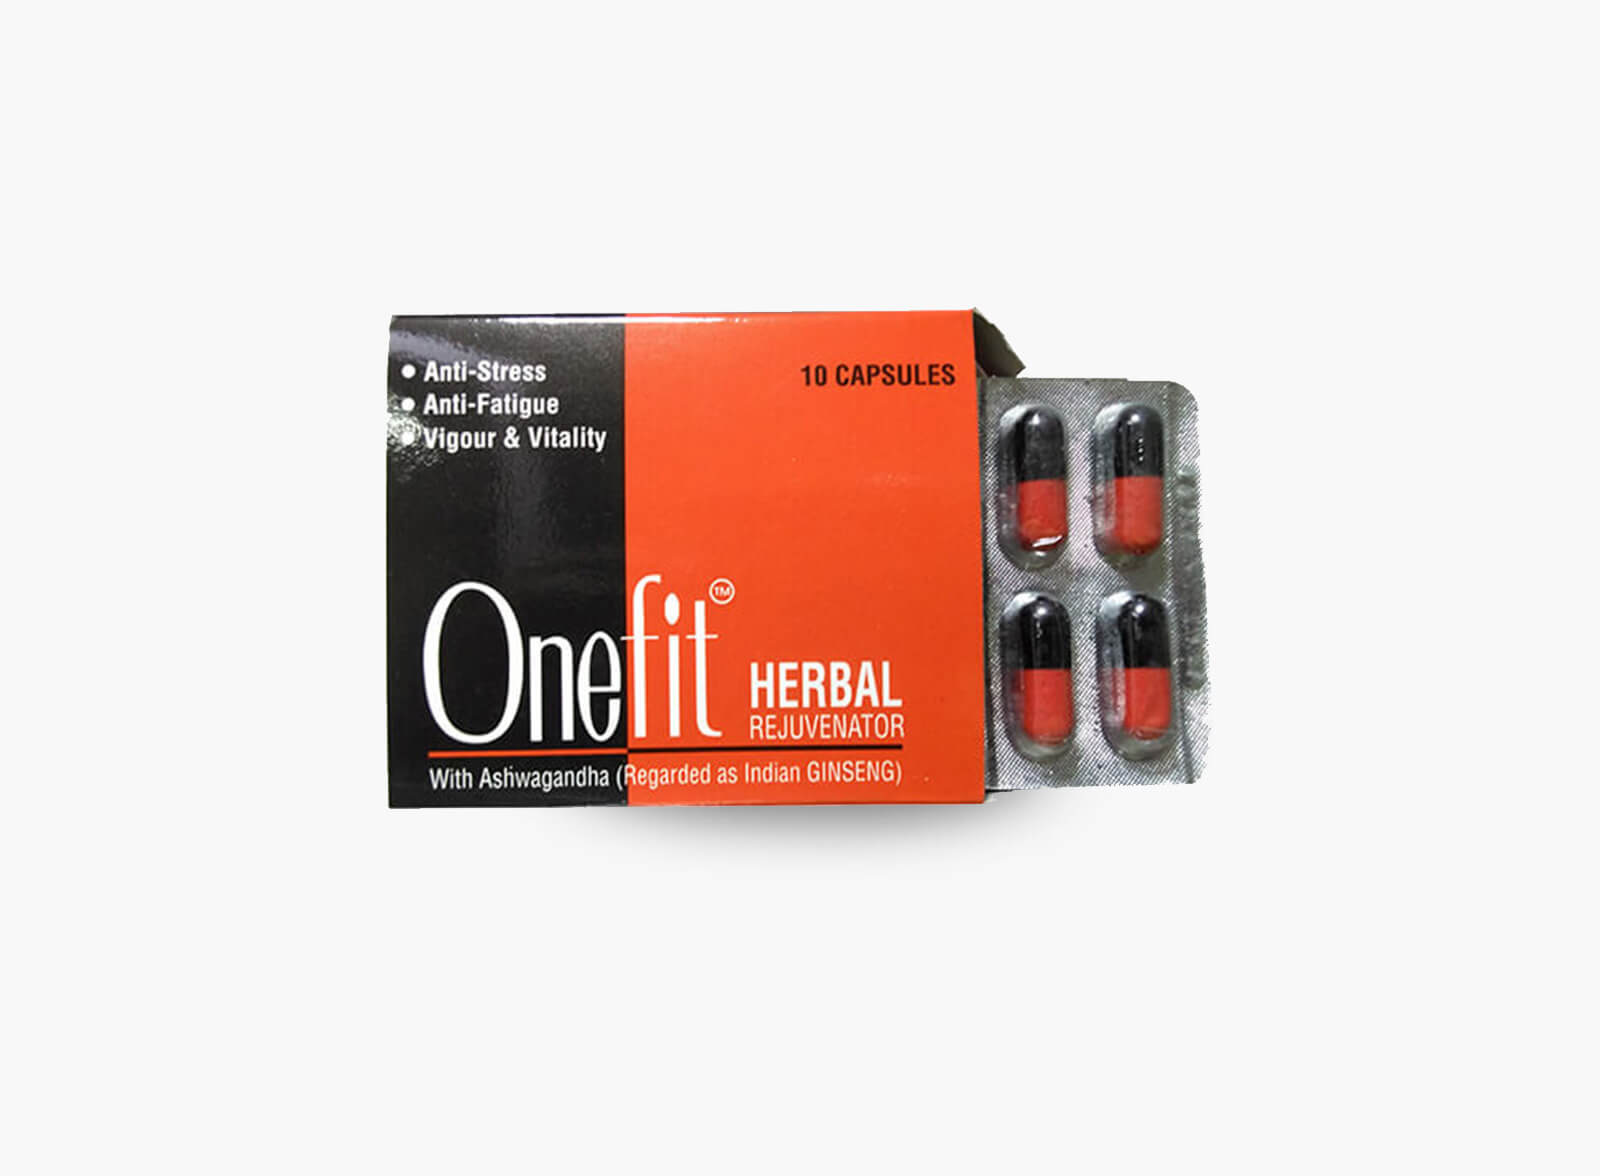 Anti-Stress
Anti-Fatigue
Vigour & Vitality
10 CAPSULES
Onefit™
HERBAL
REJUVENATOR
With Ashwagandha (Regarded as Indian GINSENG)